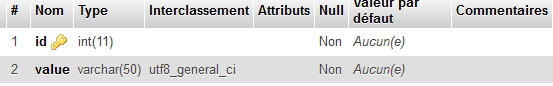 # Nom Type Interclassement Attributs Null Valeur par défaut Commentaires
1 id int(11) Non Aucun(e)
2 value varchar(50) utf8_general_ci Non Aucun(e)